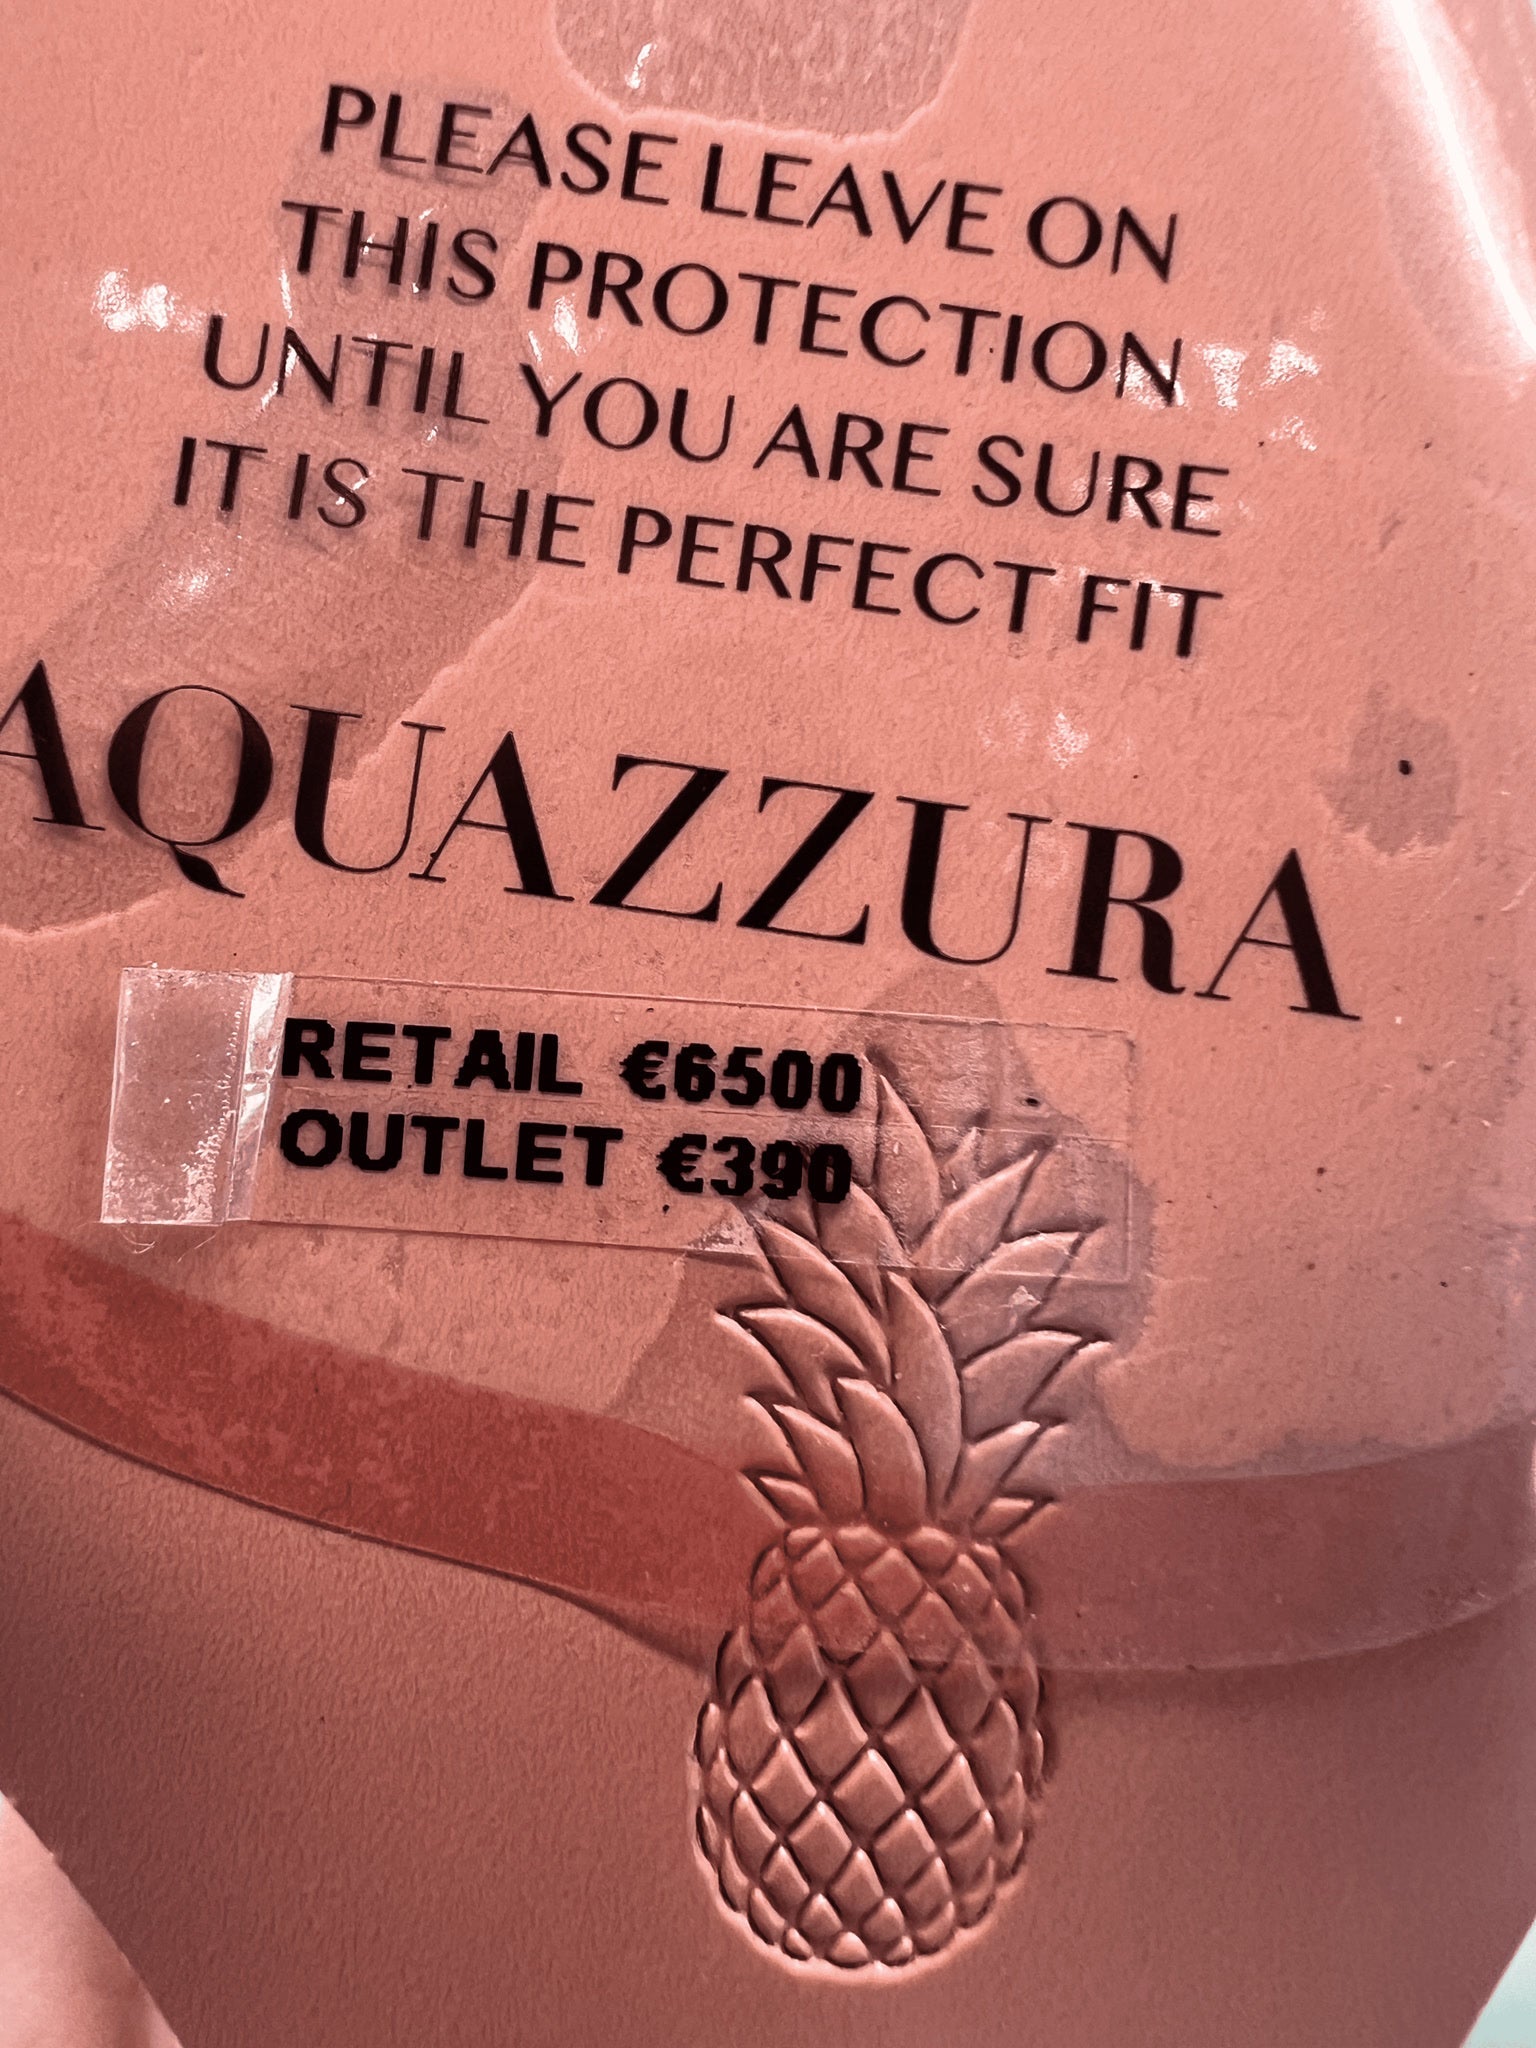 PLEASE LEAVE ON
THIS PROTECTION
UNTIL YOU ARE SURE
IT IS THE PERFECT FIT
AQUAZZURA
RETAIL €6500
OUTLET €390